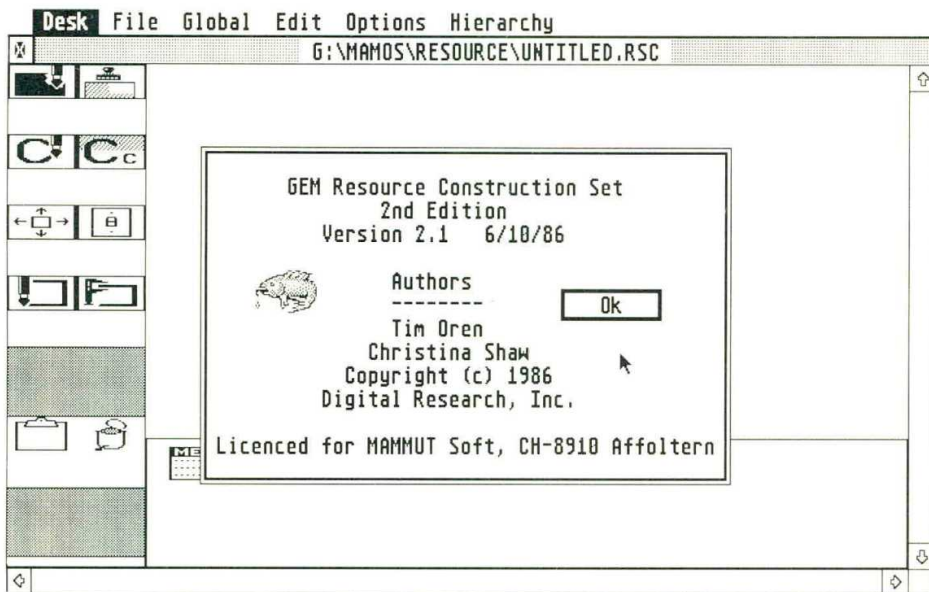 Desk File Global Edit Options Hierarchy
G:\MAMOS\RESOURCE\UNTITLED.RSC
C C c
GEM Resource Construction Set
2nd Edition
Version 2.1 6/10/86
Authors
--------
Ok
Tim Oren
Christina Shaw
Copyright (c) 1986
Digital Research, Inc.
Licenced for MAMMUT Soft, CH-8910 Affoltern